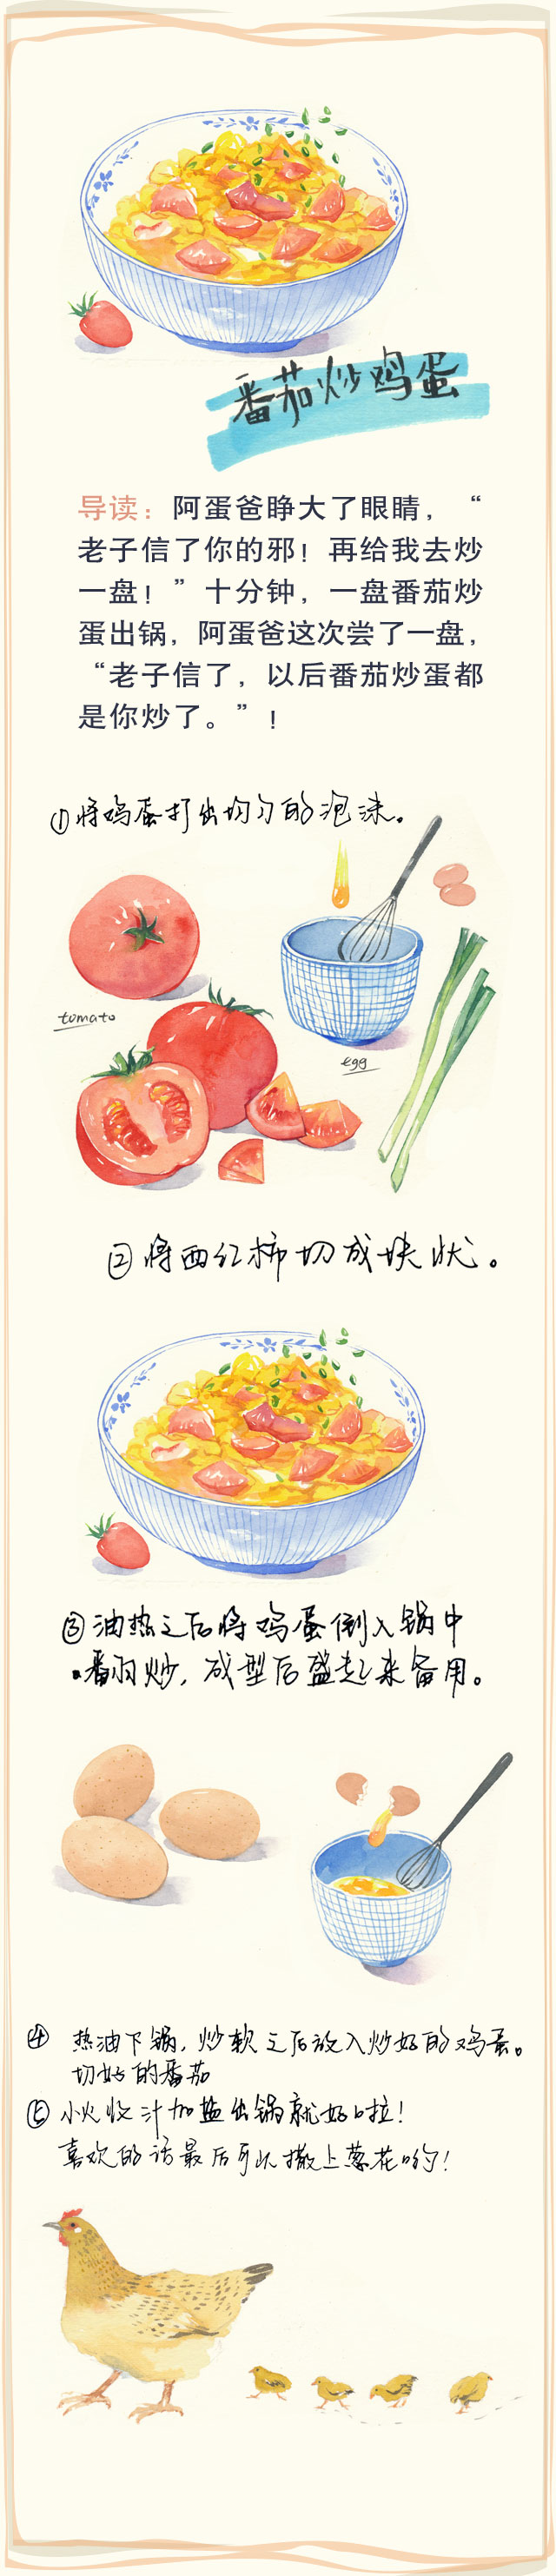 番茄炒鸡蛋
导读：阿蛋爸睁大了眼睛，“
老子信了你的邪！再给我去炒
一盘！”十分钟，一盘番茄炒
蛋出锅，阿蛋爸这次尝了一盘，
“老子信了，以后番茄炒蛋都
是你炒了。”！
①将鸡蛋打出均匀的泡沫。
tomato
egg
②将西红柿切成块状。
③油热之后将鸡蛋倒入锅中
翻炒，成型后盛起来备用。
④热油下锅，炒软之后放入炒好的鸡蛋。
切好的番茄
⑤小火收汁加盐出锅就好啦！
喜欢的话最后可以撒上葱花哟！